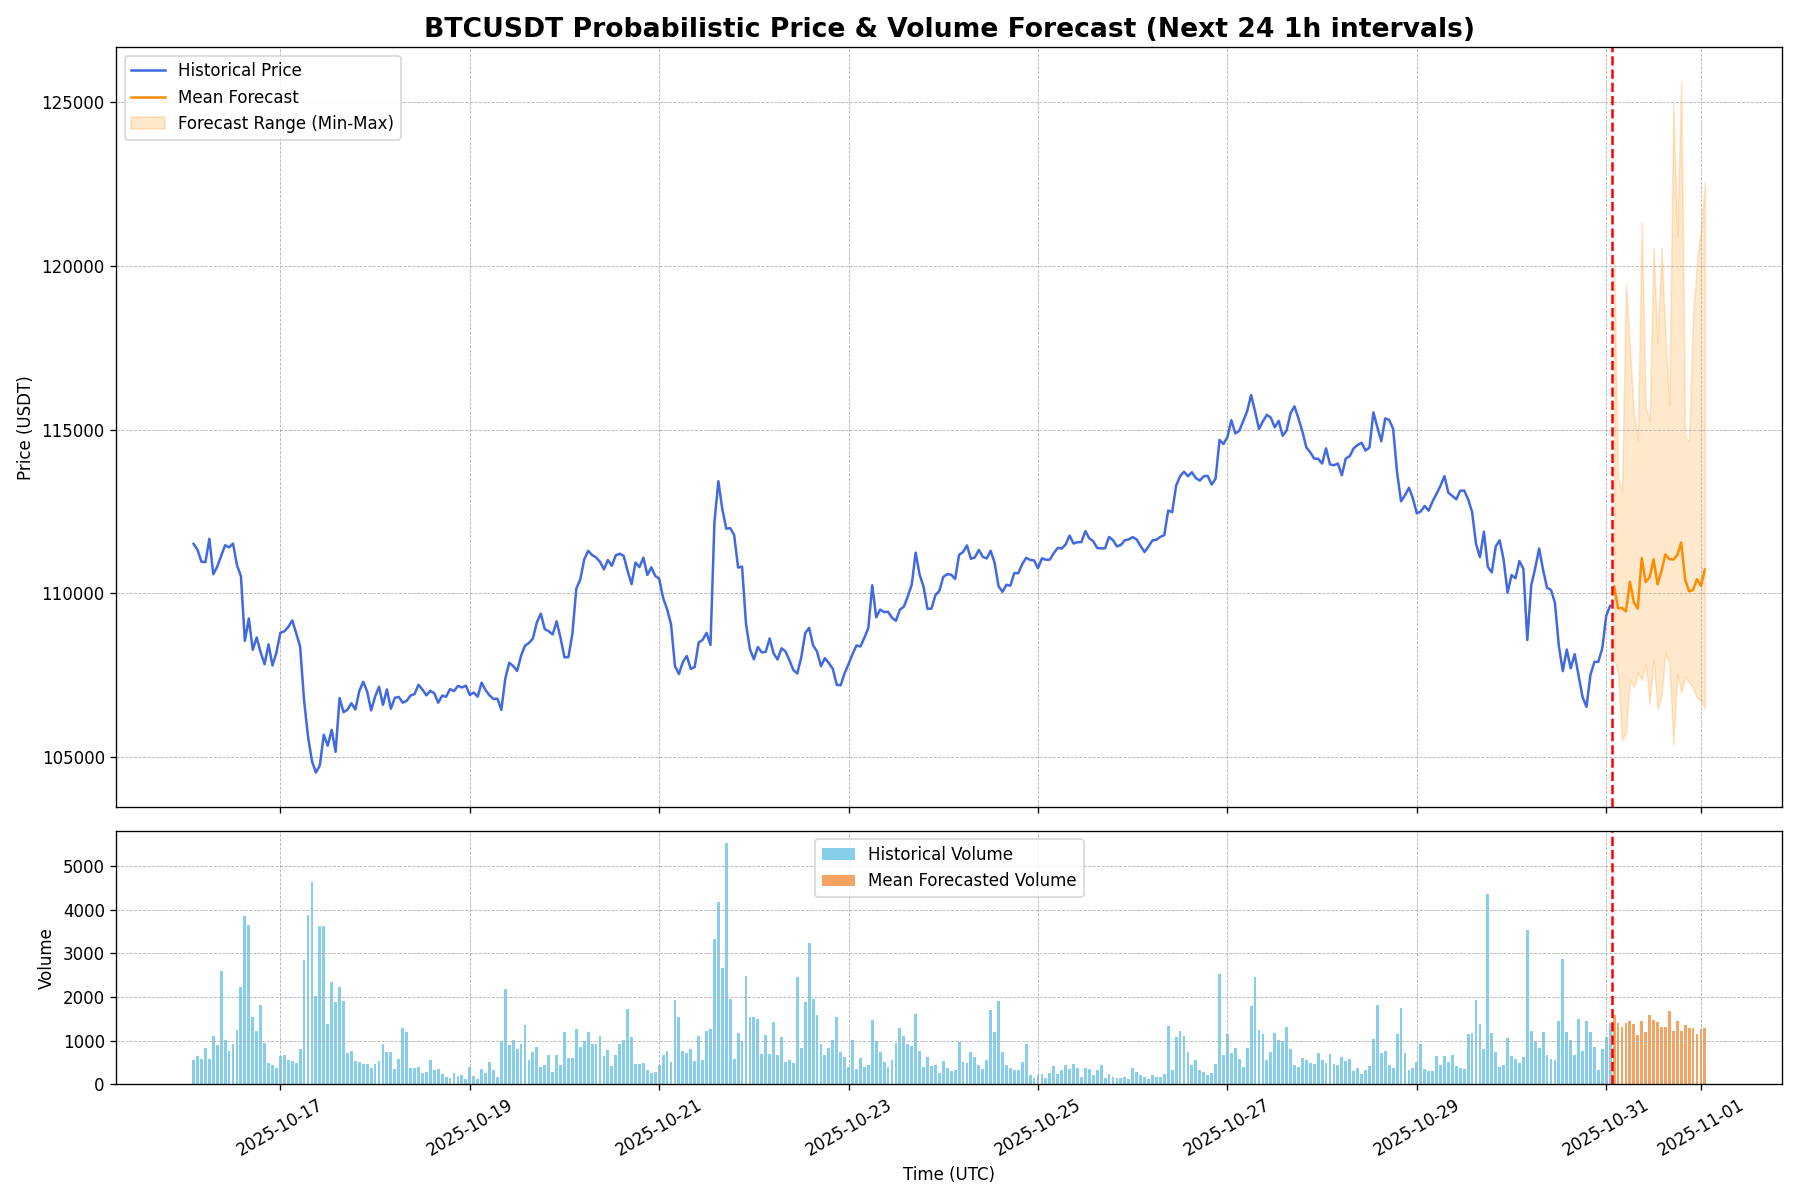 BTCUSDT Probabilistic Price & Volume Forecast (Next 24 1h intervals)
Historical Price
Mean Forecast
Forecast Range (Min-Max)
125000
120000
115000
110000
105000
Price (USDT)
Historical Volume
Mean Forecasted Volume
5000
4000
3000
2000
1000
0
Volume
2025-10-17
2025-10-19
2025-10-21
2025-10-23
2025-10-25
2025-10-27
2025-10-29
2025-10-31
2025-11-01
Time (UTC)